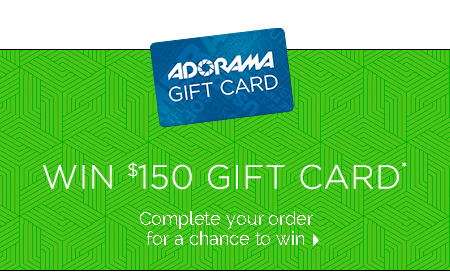 ADORAMA
GIFT CARD
WIN $150 GIFT CARD*
Complete your order
for a chance to win